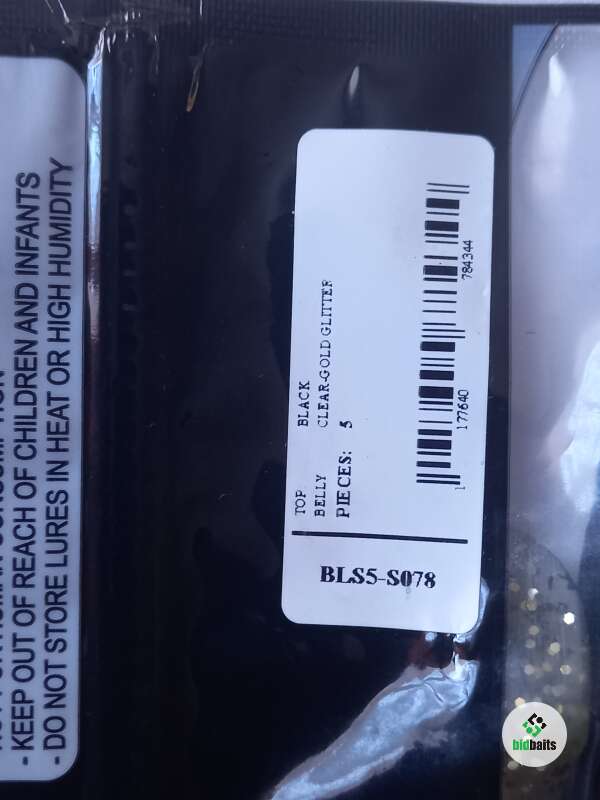 - KEEP OUT OF REACH OF CHILDREN AND INFANTS
- DO NOT STORE LURES IN HEAT OR HIGH HUMIDITY
TOP BLACK
BELLY CLEAR-GOLD GLITTER
PIECES: 5
1 177640 784344
BLS5-S078
bidbaits